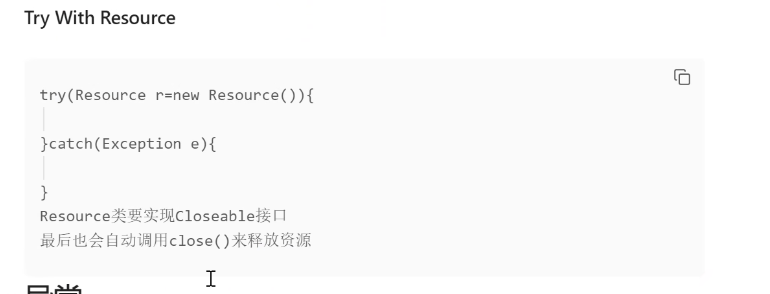 Try With Resource
try(Resource r=new Resource()){
}catch(Exception e){
}
Resource类要实现Closeable接口
最后也会自动调用close()来释放资源